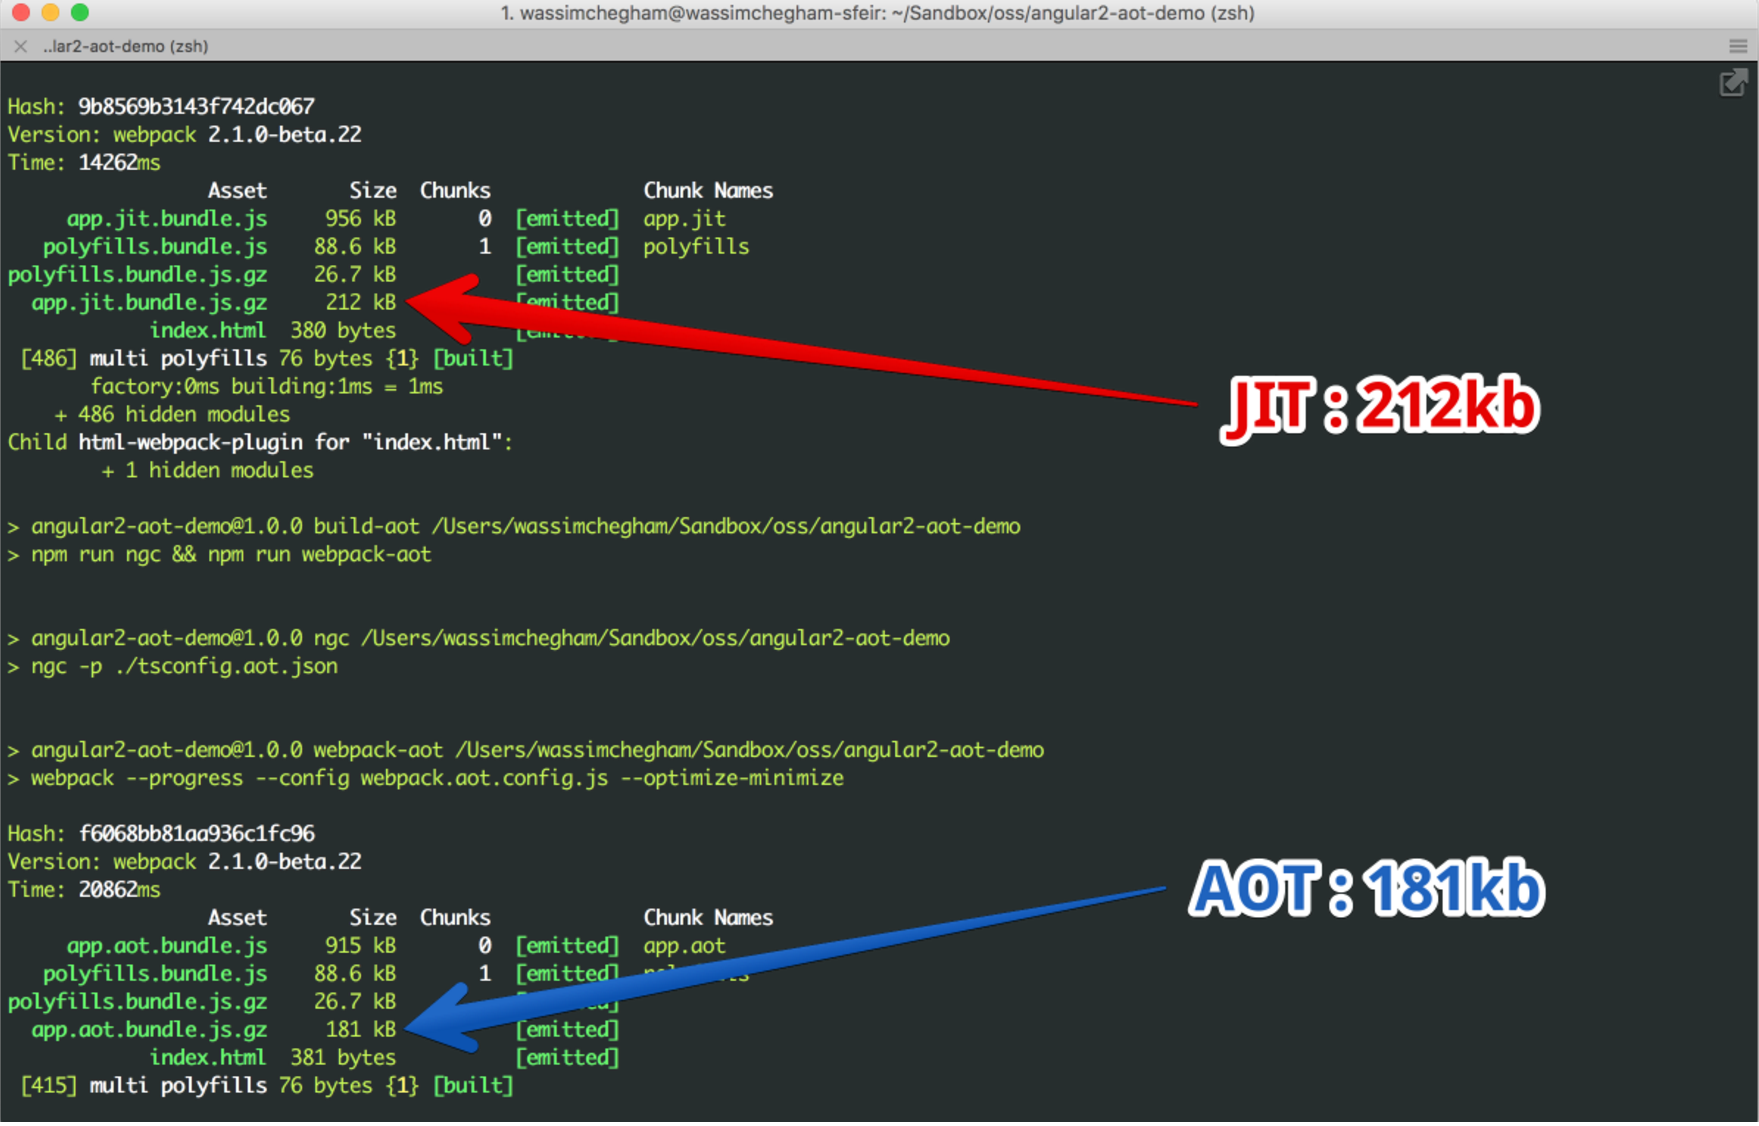 1. wassimchegham@wassimchegham-sfeir: ~/Sandbox/oss/angular2-aot-demo (zsh)
..lar2-aot-demo (zsh)
Hash: 9b8569b3143f742dc067
Version: webpack 2.1.0-beta.22
Time: 14262ms
Asset Size Chunks Chunk Names
app.jit.bundle.js 956 kB 0 [emitted] app.jit
polyfills.bundle.js 88.6 kB 1 [emitted] polyfills
polyfills.bundle.js.gz 26.7 kB [emitted]
app.jit.bundle.js.gz 212 kB [emitted]
index.html 380 bytes
[486] multi polyfills 76 bytes {1} [built]
factory:0ms building:1ms = 1ms
JIT : 212kb
+ 486 hidden modules
Child html-webpack-plugin for "index.html":
+ 1 hidden modules
> angular2-aot-demo@1.0.0 build-aot /Users/wassimchegham/Sandbox/oss/angular2-aot-demo
> npm run ngc && npm run webpack-aot
> angular2-aot-demo@1.0.0 ngc /Users/wassimchegham/Sandbox/oss/angular2-aot-demo
> ngc -p ./tsconfig.aot.json
> angular2-aot-demo@1.0.0 webpack-aot /Users/wassimchegham/Sandbox/oss/angular2-aot-demo
> webpack --progress --config webpack.aot.config.js --optimize-minimize
Hash: f6068bb81aa936c1fc96
Version: webpack 2.1.0-beta.22
Time: 20862ms
AOT : 181kb
Asset Size Chunks Chunk Names
app.aot.bundle.js 915 kB 0 [emitted] app.aot
polyfills.bundle.js 88.6 kB 1 [emitted]
polyfills.bundle.js.gz 26.7 kB
app.aot.bundle.js.gz 181 kB [emitted]
index.html 381 bytes [emitted]
[415] multi polyfills 76 bytes {1} [built]